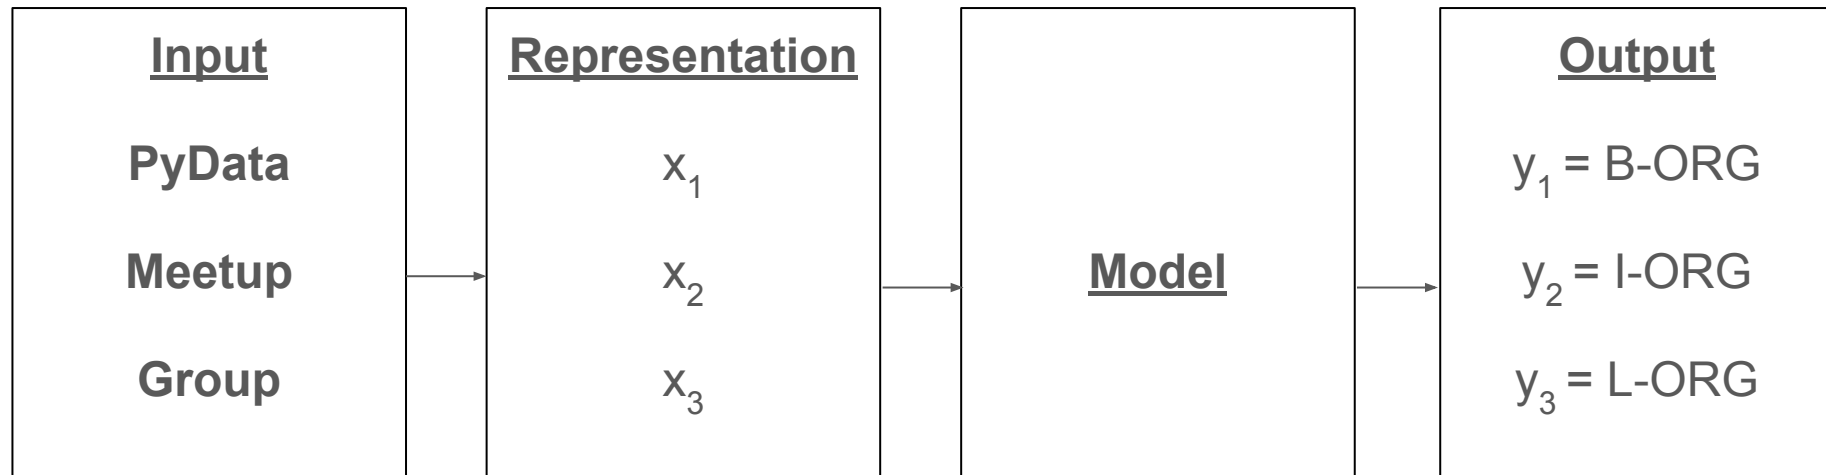 Input
PyData
Meetup
Group
Representation
x₁
x₂
x₃
Model
Output
y₁ = B-ORG
y₂ = I-ORG
y₃ = L-ORG